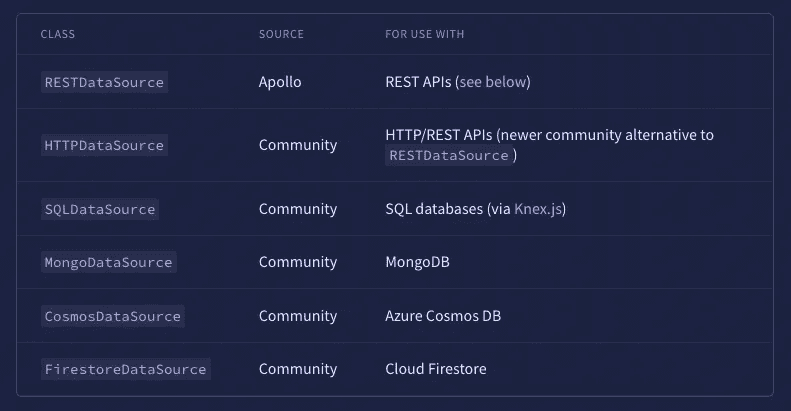 CLASS SOURCE FOR USE WITH
RESTDataSource Apollo REST APIs (see below)
HTTPDataSource Community HTTP/REST APIs (newer community alternative to
RESTDataSource )
SQLDataSource Community SQL databases (via Knex.js)
MongoDataSource Community MongoDB
CosmosDataSource Community Azure Cosmos DB
FirestoreDataSource Community Cloud Firestore